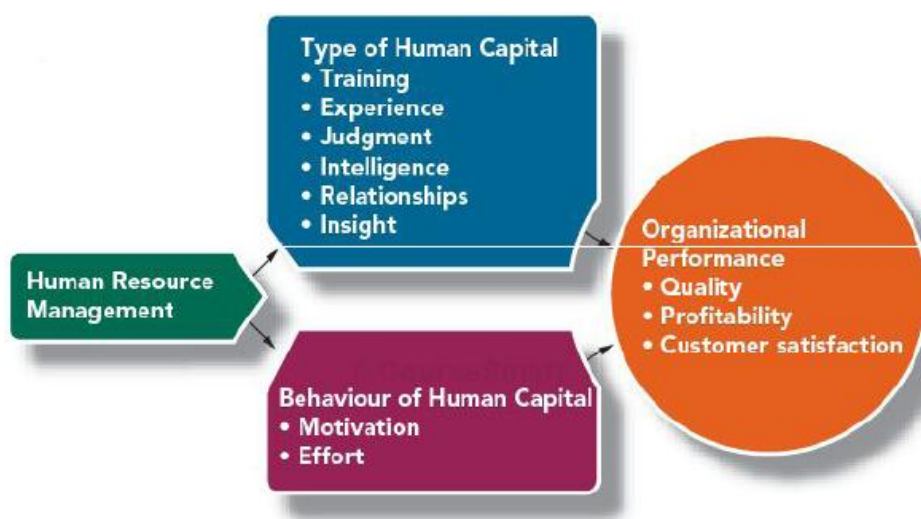 Type of Human Capital
• Training
• Experience
• Judgment
• Intelligence
• Relationships
• Insight
Human Resource
Management
Behaviour of Human Capital
• Motivation
• Effort
Organizational
Performance
• Quality
• Profitability
• Customer satisfaction